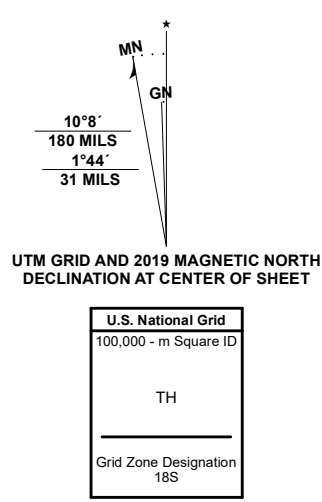 MN
GN
10°8´
180 MILS
1°44´
31 MILS
UTM GRID AND 2019 MAGNETIC NORTH
DECLINATION AT CENTER OF SHEET
U.S. National Grid
100,000 - m Square ID
TH
Grid Zone Designation
18S